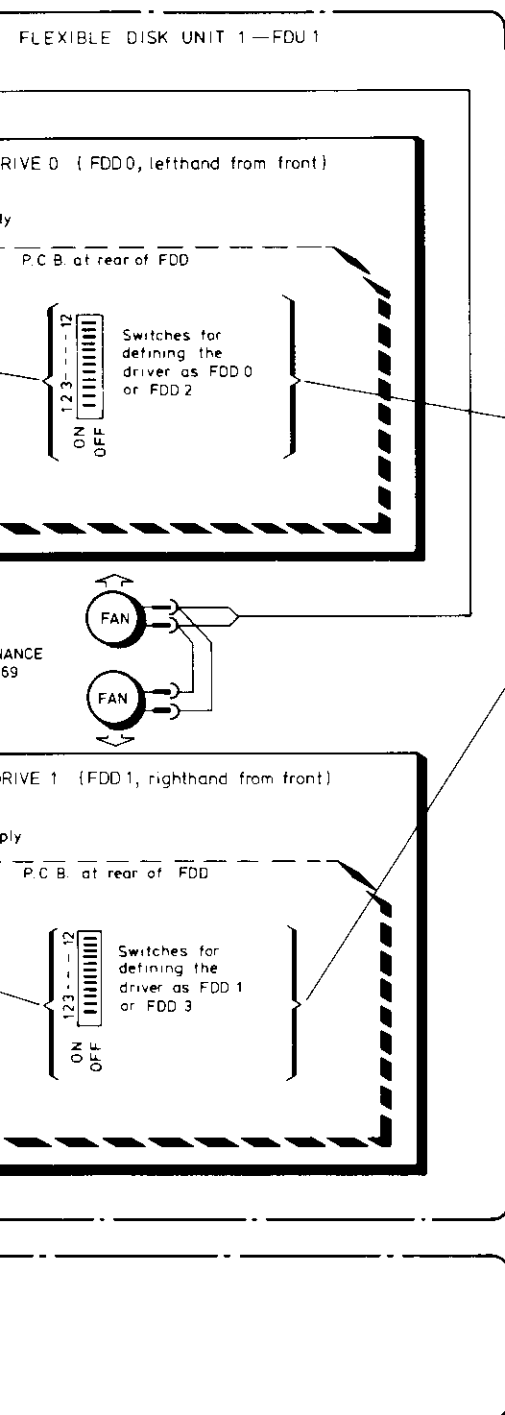 FLEXIBLE DISK UNIT 1—FDU 1
RIVE 0 (FDD 0, lefthand from front)
ly
P.C.B. at rear of FDD
123----12
ON
OFF
Switches for
defining the
driver as FDD 0
or FDD 2
FAN
NANCE
69
FAN
DRIVE 1 (FDD 1, righthand from front)
ply
P.C.B. at rear of FDD
123---12
ON
OFF
Switches for
defining the
driver as FDD 1
or FDD 3